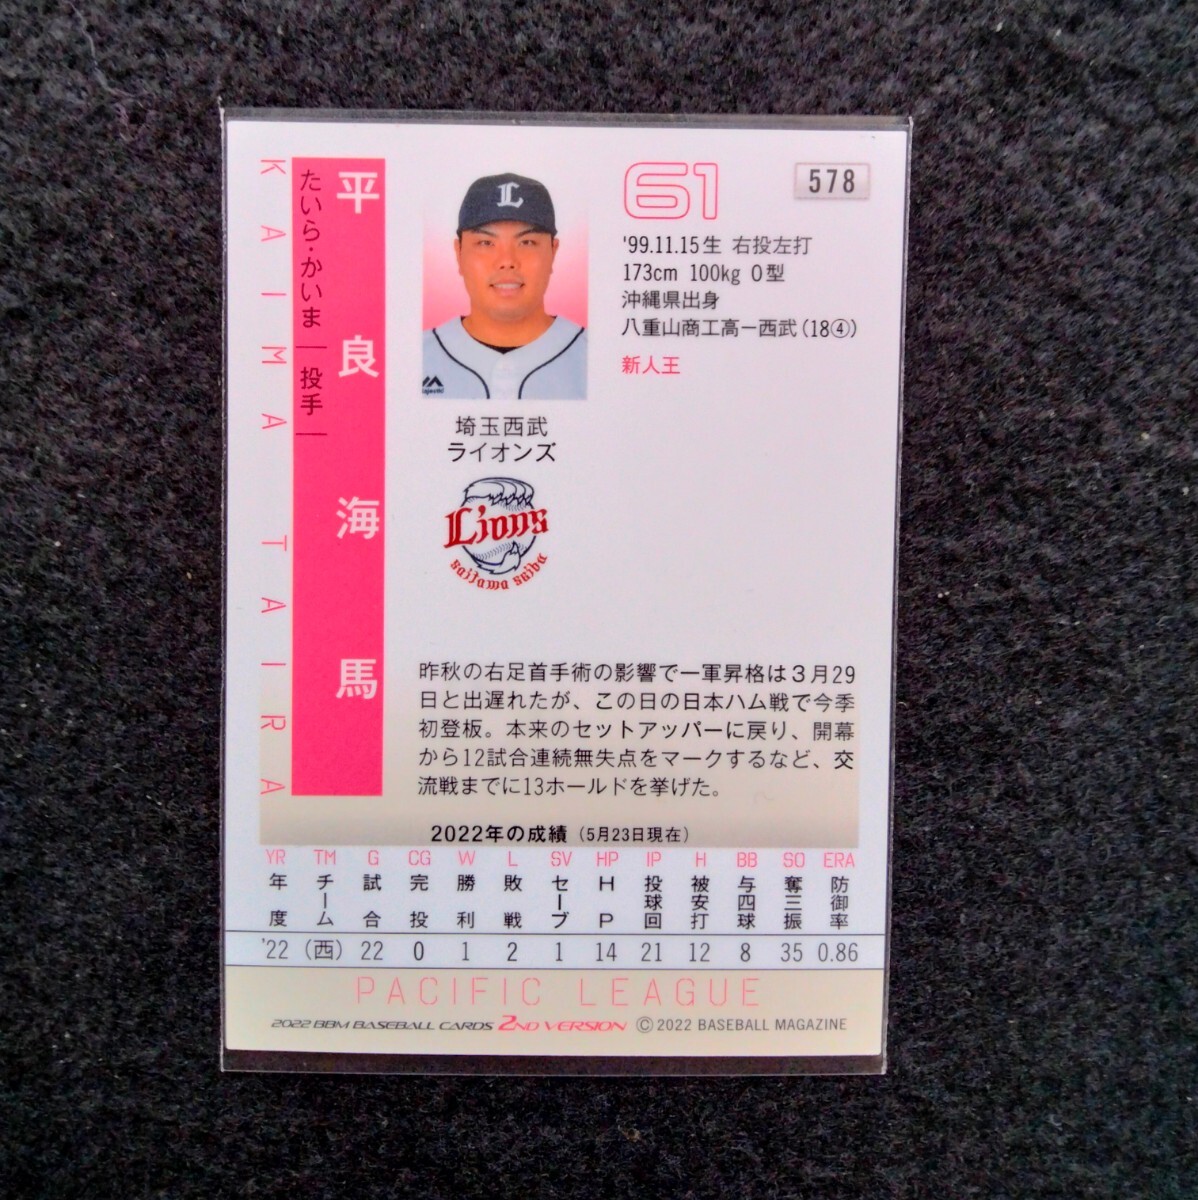 KAIMA TAIRA
たいら・かいま｜投手｜
平良海馬
L
majestic
埼玉西武
ライオンズ
Lions
saitama seibu
61
578
'99.11.15生 右投左打
173cm 100kg O型
沖縄県出身
八重山商工高ー西武(18④)
新人王
昨秋の右足首手術の影響で一軍昇格は３月29
日と出遅れたが、この日の日本ハム戦で今季
初登板。本来のセットアッパーに戻り、開幕
から12試合連続無失点をマークするなど、交
流戦までに13ホールドを挙げた。
2022年の成績（5月23日現在）
YR TM G CG W L SV HP IP H BB SO ERA
年度 チーム 試合 完投 勝利 敗戦 セーブ HP 投球回 被安打 与四球 奪三振 防御率
'22 (西) 22 0 1 2 1 14 21 12 8 35 0.86
PACIFIC LEAGUE
2022 BBM BASEBALL CARDS 2ND VERSION ©2022 BASEBALL MAGAZINE